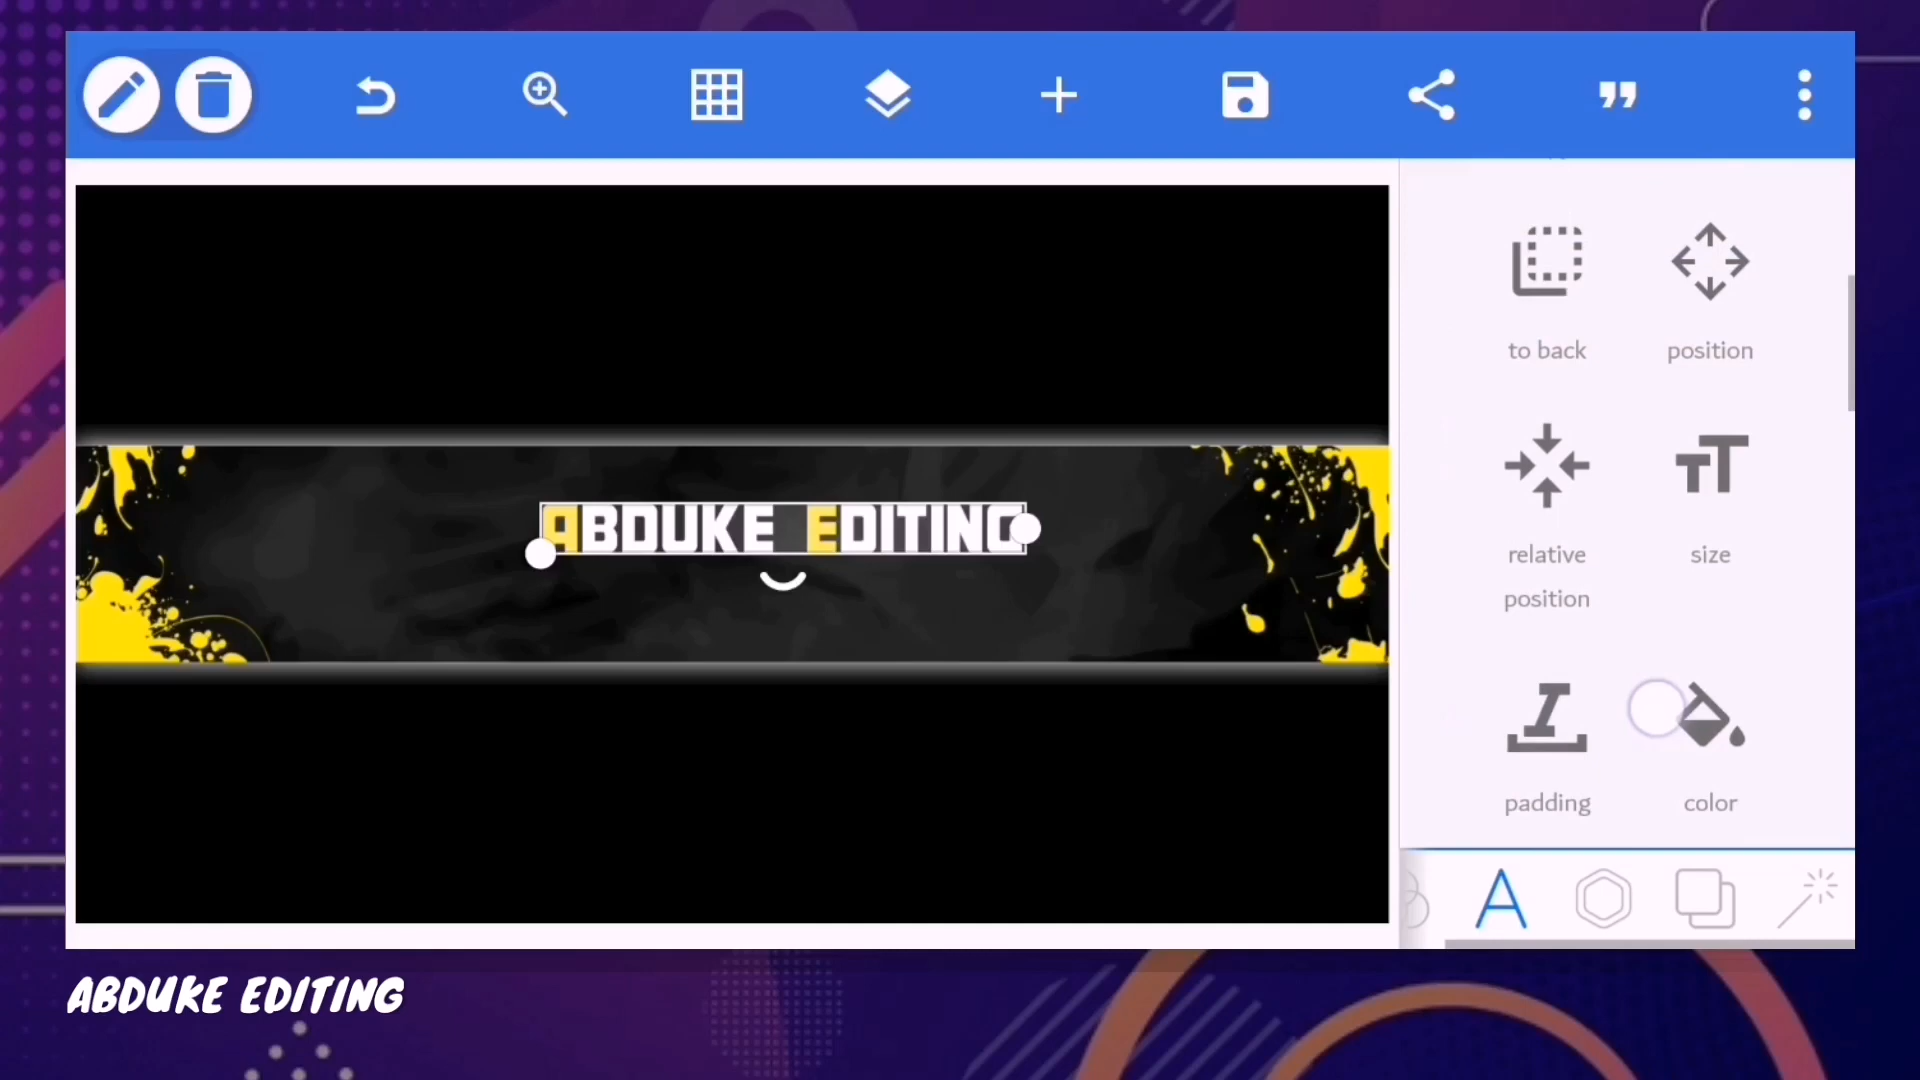 to back
position
ABDUKE EDITING
relative
position
size
padding
color
ABDUKE EDITING